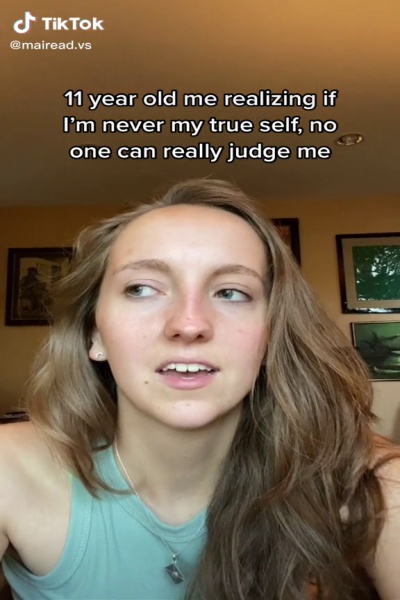 TikTok
@mairead.vs
11 year old me realizing if
I'm never my true self, no
one can really judge me